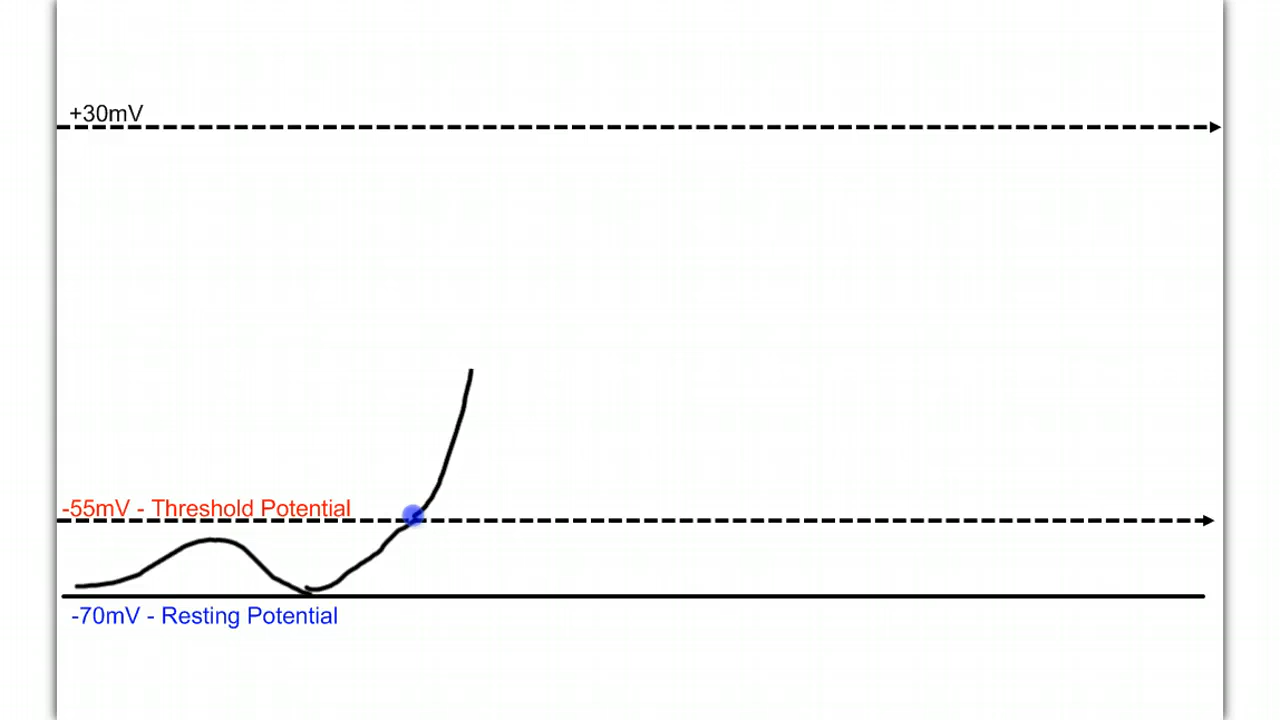 +30mV
-55mV - Threshold Potential
-70mV - Resting Potential